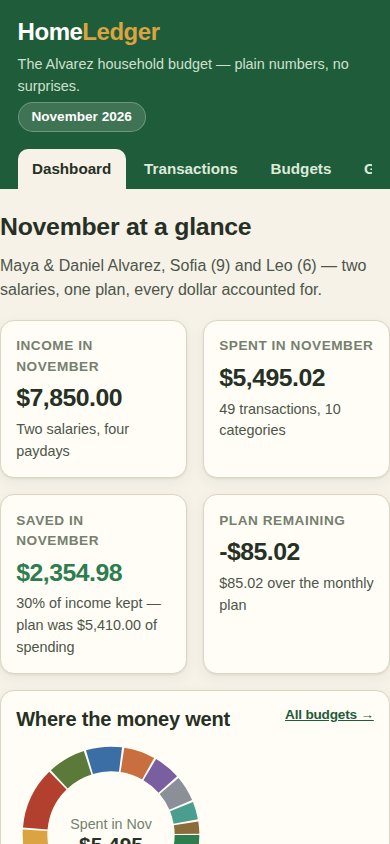 HomeLedger
The Alvarez household budget — plain numbers, no
surprises.
November 2026
Dashboard Transactions Budgets
November at a glance
Maya & Daniel Alvarez, Sofia (9) and Leo (6) — two
salaries, one plan, every dollar accounted for.
INCOME IN
NOVEMBER
$7,850.00
Two salaries, four
paydays
SPENT IN NOVEMBER
$5,495.02
49 transactions, 10
categories
SAVED IN
NOVEMBER
$2,354.98
30% of income kept —
plan was $5,410.00 of
spending
PLAN REMAINING
-$85.02
$85.02 over the monthly
plan
Where the money went
All budgets →
Spent in Nov
$5,495